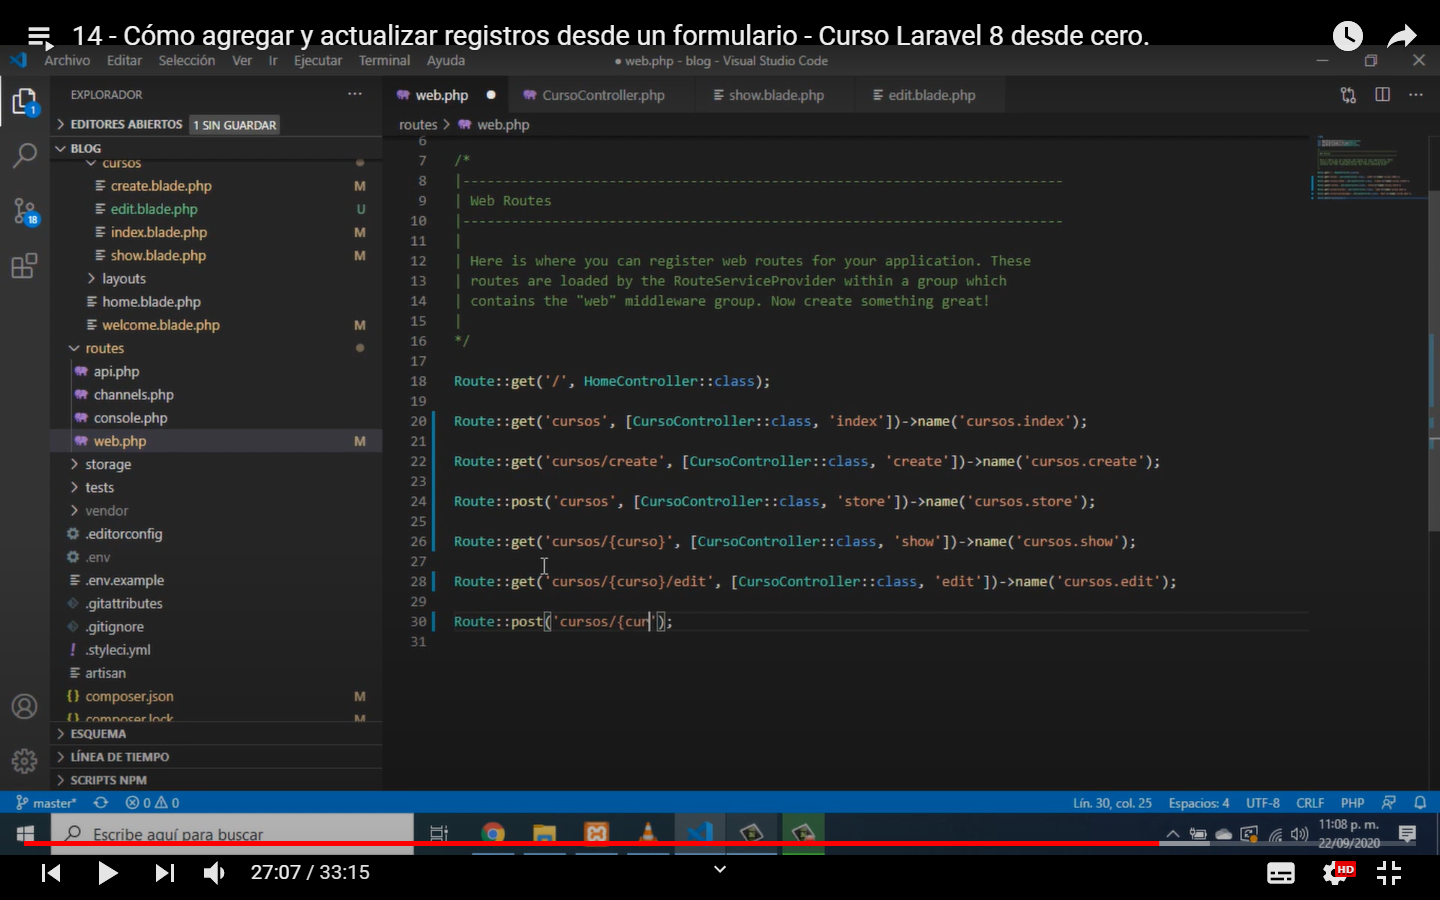 14 - Cómo agregar y actualizar registros desde un formulario - Curso Laravel 8 desde cero.
Archivo Editar Selección Ver Ir Ejecutar Terminal Ayuda
● web.php - blog - Visual Studio Code
EXPLORADOR ···
EDITORES ABIERTOS 1 SIN GUARDAR
BLOG
cursos
create.blade.php M
edit.blade.php U
index.blade.php M
show.blade.php M
layouts
home.blade.php
welcome.blade.php M
routes
api.php
channels.php
console.php
web.php M
storage
tests
vendor
.editorconfig
.env
.env.example
.gitattributes
.gitignore
.styleci.yml
artisan
composer.json M
composer.lock M
ESQUEMA
LÍNEA DE TIEMPO
SCRIPTS NPM
1
18
web.php ● CursoController.php show.blade.php edit.blade.php
routes > web.php
6
7 /*
8 |--------------------------------------------------------------------------
9 | Web Routes
10 |--------------------------------------------------------------------------
11 |
12 | Here is where you can register web routes for your application. These
13 | routes are loaded by the RouteServiceProvider within a group which
14 | contains the "web" middleware group. Now create something great!
15 |
16 */
17
18 Route::get('/', HomeController::class);
19
20 Route::get('cursos', [CursoController::class, 'index'])->name('cursos.index');
21
22 Route::get('cursos/create', [CursoController::class, 'create'])->name('cursos.create');
23
24 Route::post('cursos', [CursoController::class, 'store'])->name('cursos.store');
25
26 Route::get('cursos/{curso}', [CursoController::class, 'show'])->name('cursos.show');
27
28 Route::get('cursos/{curso}/edit', [CursoController::class, 'edit'])->name('cursos.edit');
29
30 Route::post('cursos/{cur');
31
master* 0 0
Lín. 30, col. 25 Espacios: 4 UTF-8 CRLF PHP
Escribe aquí para buscar
11:08 p. m.
22/09/2020
27:07 / 33:15
HD